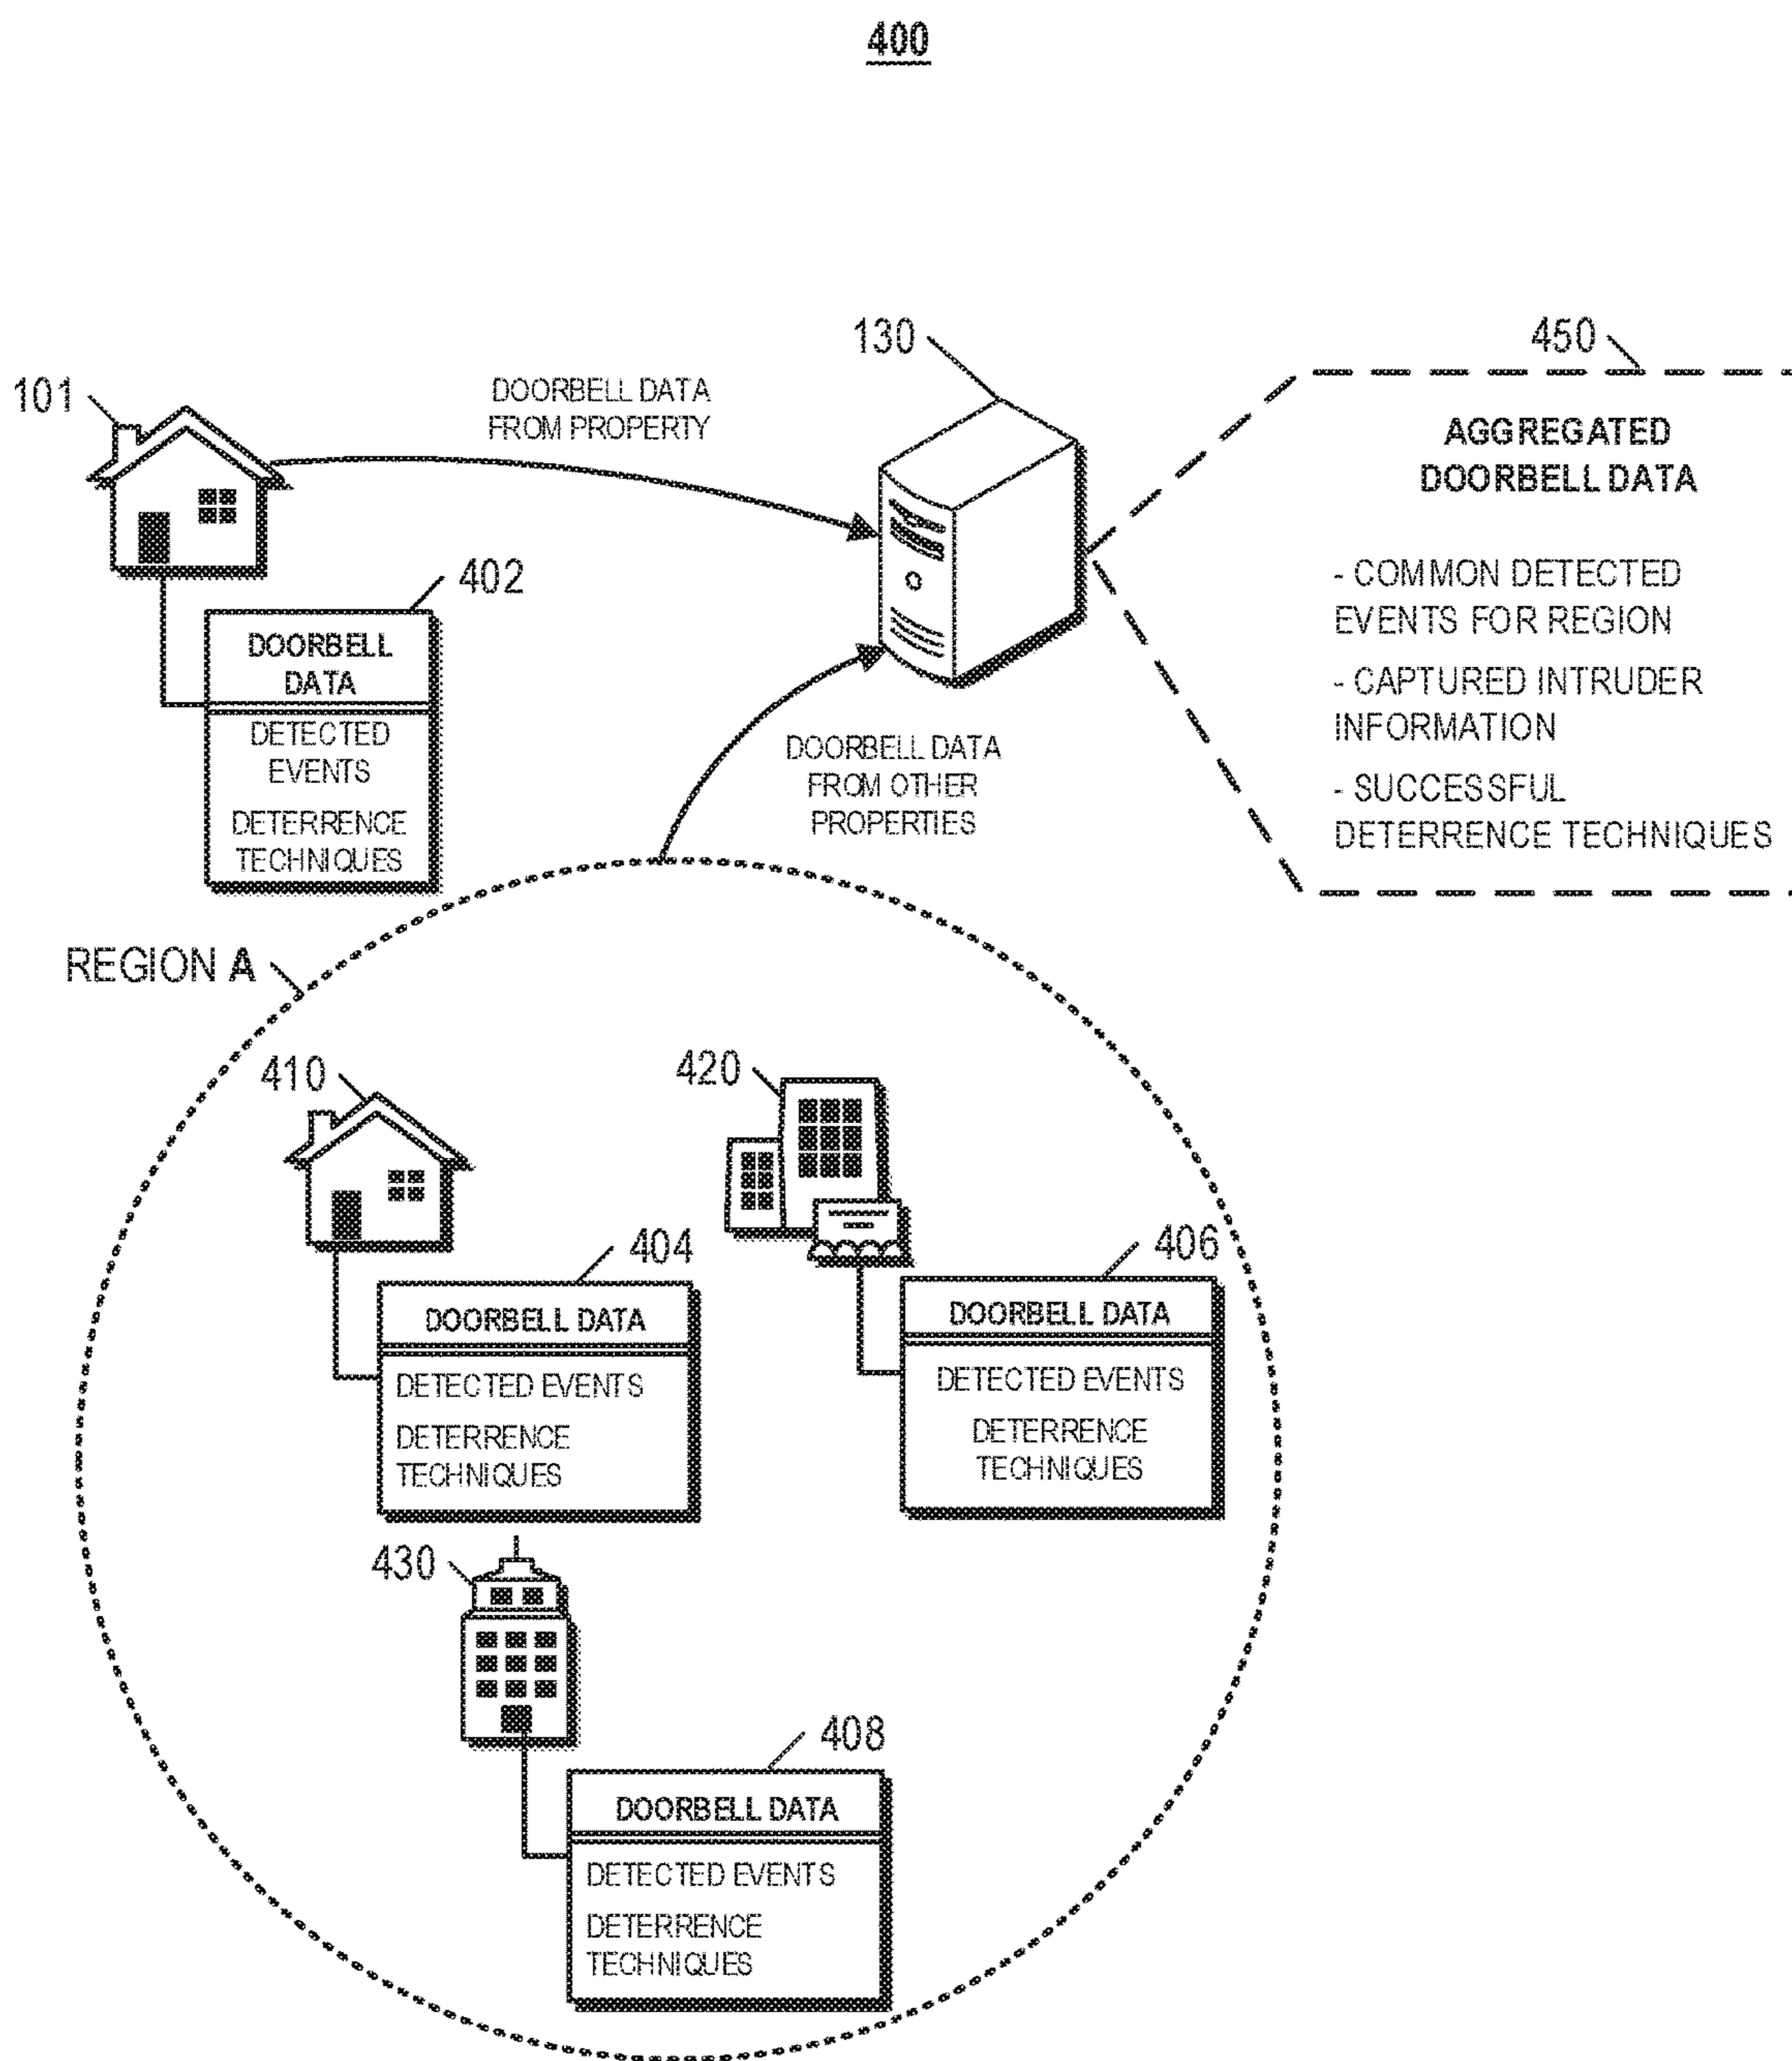 400
130
450
101
DOORBELL DATA
FROM PROPERTY
AGGREGATED
DOORBELL DATA
- COMMON DETECTED
EVENTS FOR REGION
- CAPTURED INTRUDER
INFORMATION
- SUCCESSFUL
DETERRENCE TECHNIQUES
402
DOORBELL
DATA
DETECTED
EVENTS
DETERRENCE
TECHNIQUES
DOORBELL DATA
FROM OTHER
PROPERTIES
REGION A
410
420
404
DOORBELL DATA
DETECTED EVENTS
DETERRENCE
TECHNIQUES
406
DOORBELL DATA
DETECTED EVENTS
DETERRENCE
TECHNIQUES
430
408
DOORBELL DATA
DETECTED EVENTS
DETERRENCE
TECHNIQUES